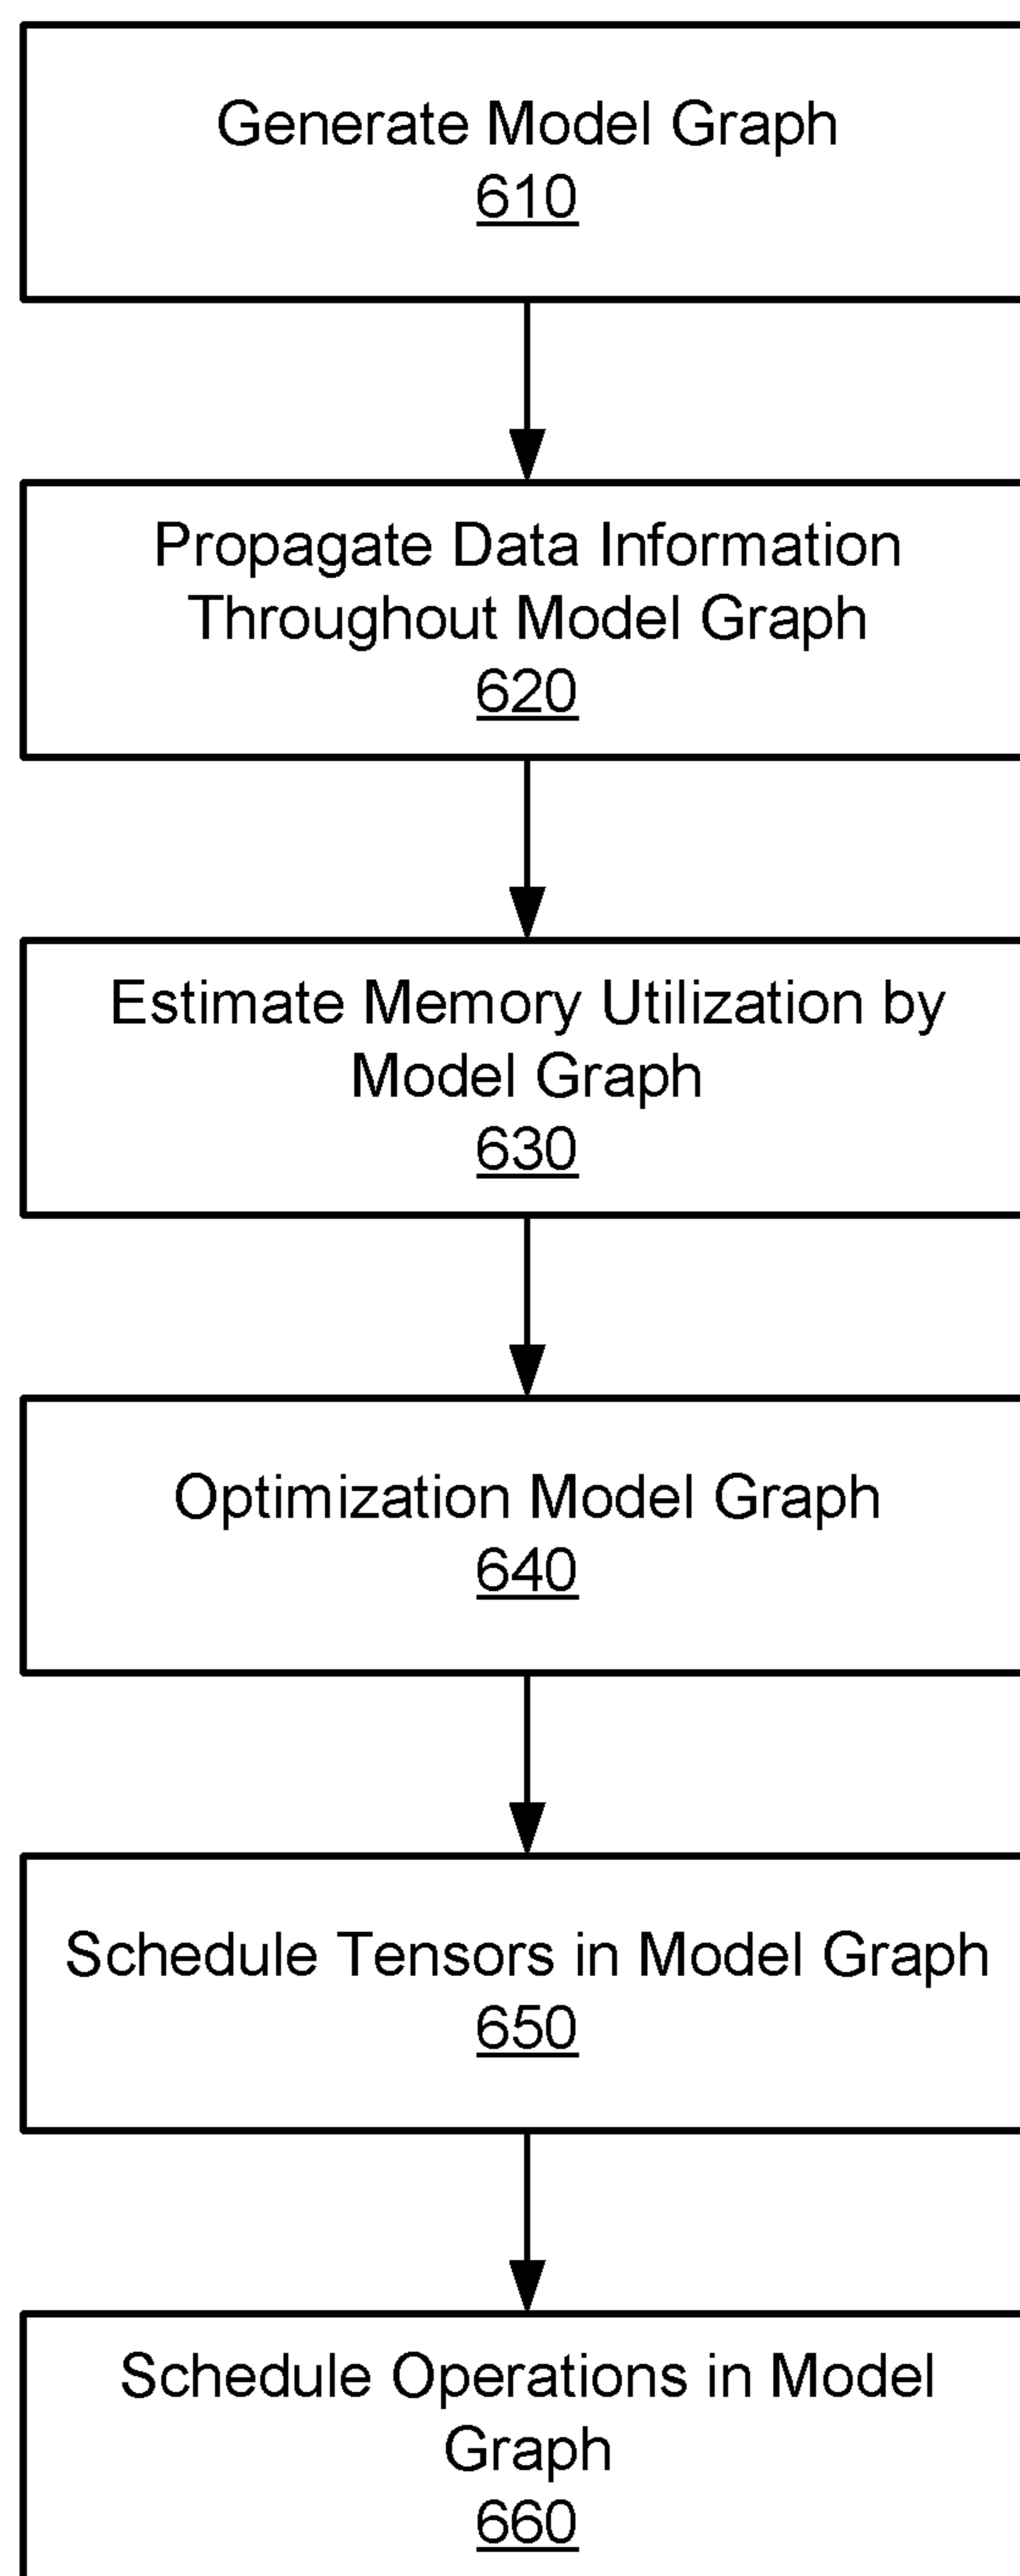 Generate Model Graph
610
Propagate Data Information
Throughout Model Graph
620
Estimate Memory Utilization by
Model Graph
630
Optimization Model Graph
640
Schedule Tensors in Model Graph
650
Schedule Operations in Model
Graph
660